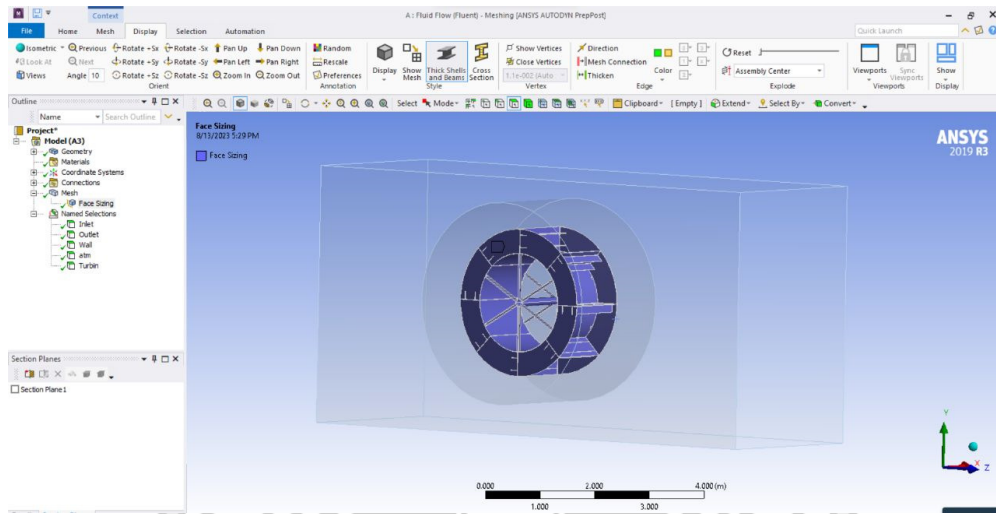 Context
A : Fluid Flow (Fluent) - Meshing [ANSYS AUTODYN PrepPost]
File Home Mesh Display Selection Automation
Quick Launch
Isometric Previous Rotate +Sx Rotate -Sx Pan Up Pan Down Random
Look At Next Rotate +Sy Rotate -Sy Pan Left Pan Right Rescale
Views Angle 10 Rotate +Sz Rotate -Sz Zoom In Zoom Out Preferences
Orient Annotation
Display Show Mesh Thick Shells and Beams Cross Section
Style
Show Vertices
Close Vertices
1.1e-002 (Auto
Vertex
Direction
Mesh Connection
Thicken
Color
Edge
Reset
Assembly Center
Explode
Viewports Sync Viewports
Viewports
Show
Display
Outline
Name Search Outline
Select Mode Clipboard [Empty] Extend Select By Convert
Project*
Model (A3)
Geometry
Materials
Coordinate Systems
Connections
Mesh
Face Sizing
Named Selections
Inlet
Outlet
Wall
atm
Turbin
Face Sizing
8/13/2023 5:29 PM
Face Sizing
ANSYS
2019 R3
Section Planes
Section Plane 1
Y
X
Z
0.000 2.000 4.000 (m)
1.000 3.000